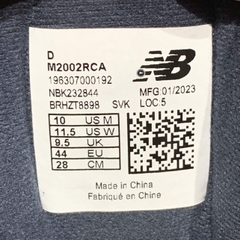 D
M2002RCA
196307000192
NBK232844 MFG:01/2023
BRHZT8898 SVK LOC:5
10 US M
11.5 US W
9.5 UK
44 EU
28 CM
NB
Made in China
Fabriqué en Chine